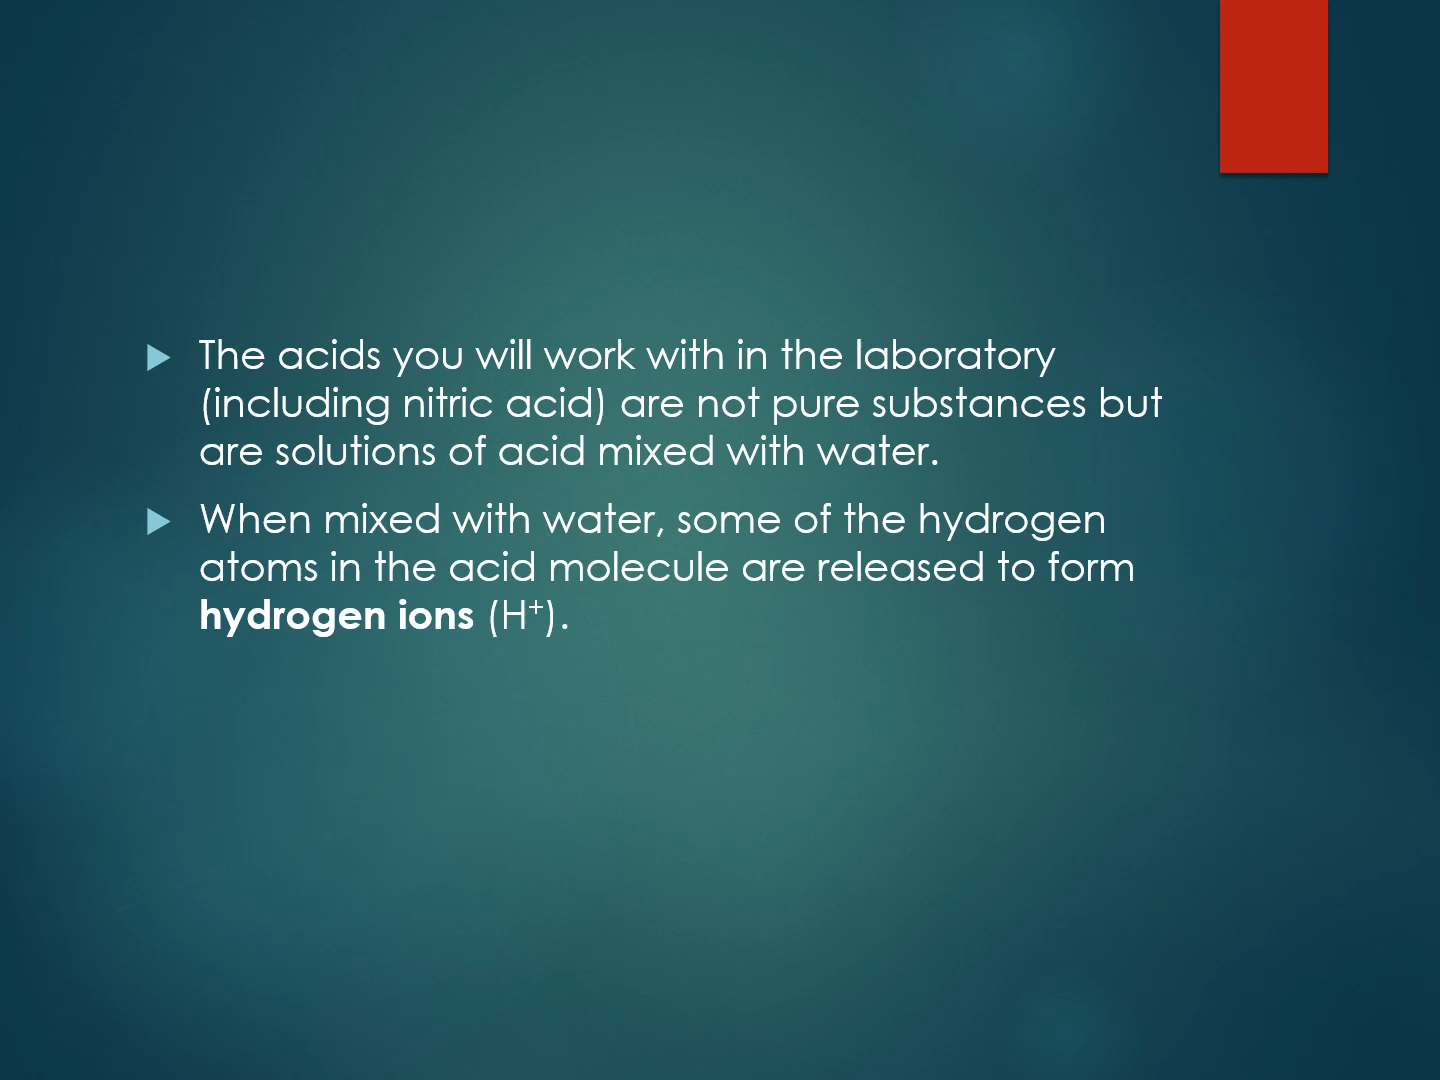 The acids you will work with in the laboratory
(including nitric acid) are not pure substances but
are solutions of acid mixed with water.
When mixed with water, some of the hydrogen
atoms in the acid molecule are released to form
hydrogen ions (H⁺).